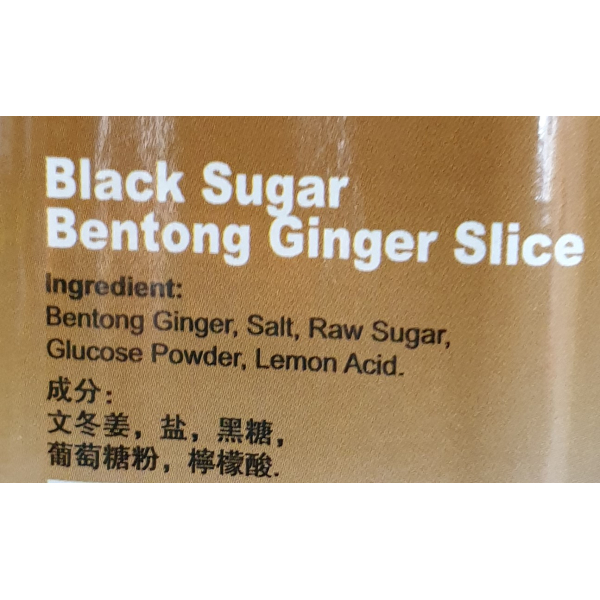 Black Sugar
Bentong Ginger Slice
Ingredient:
Bentong Ginger, Salt, Raw Sugar,
Glucose Powder, Lemon Acid.
成分：
文冬姜，盐，黑糖，
葡萄糖粉，檸檬酸.